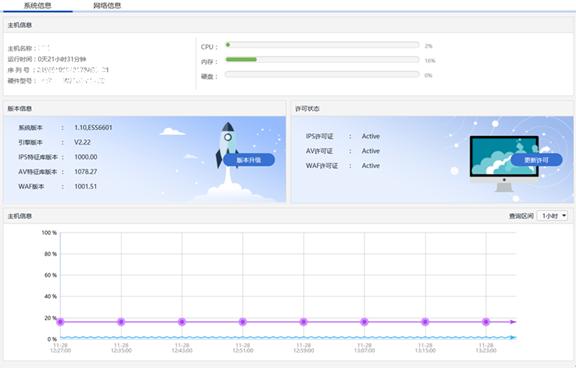 系统信息 网络信息
主机信息
主机名称：
运行时间：0天21小时31分钟
序 列 号 ：
硬件型号：
CPU： 2%
内存： 16%
硬盘： 0%
版本信息
系统版本 ： 1.10,ESS6601
引擎版本 ： V2.22
IPS特征库版本 ： 1000.00
AV特征库版本 ： 1078.27
WAF版本 ： 1001.51
版本升级
许可状态
IPS许可证 ： Active
AV许可证 ： Active
WAF许可证 ： Active
更新许可
主机信息 查询区间 1小时
100 %
80 %
60 %
40 %
20 %
0 %
11-28 11-28 11-28 11-28 11-28 11-28 11-28 11-28
12:27:00 12:35:00 12:43:00 12:51:00 12:59:00 13:07:00 13:15:00 13:23:00